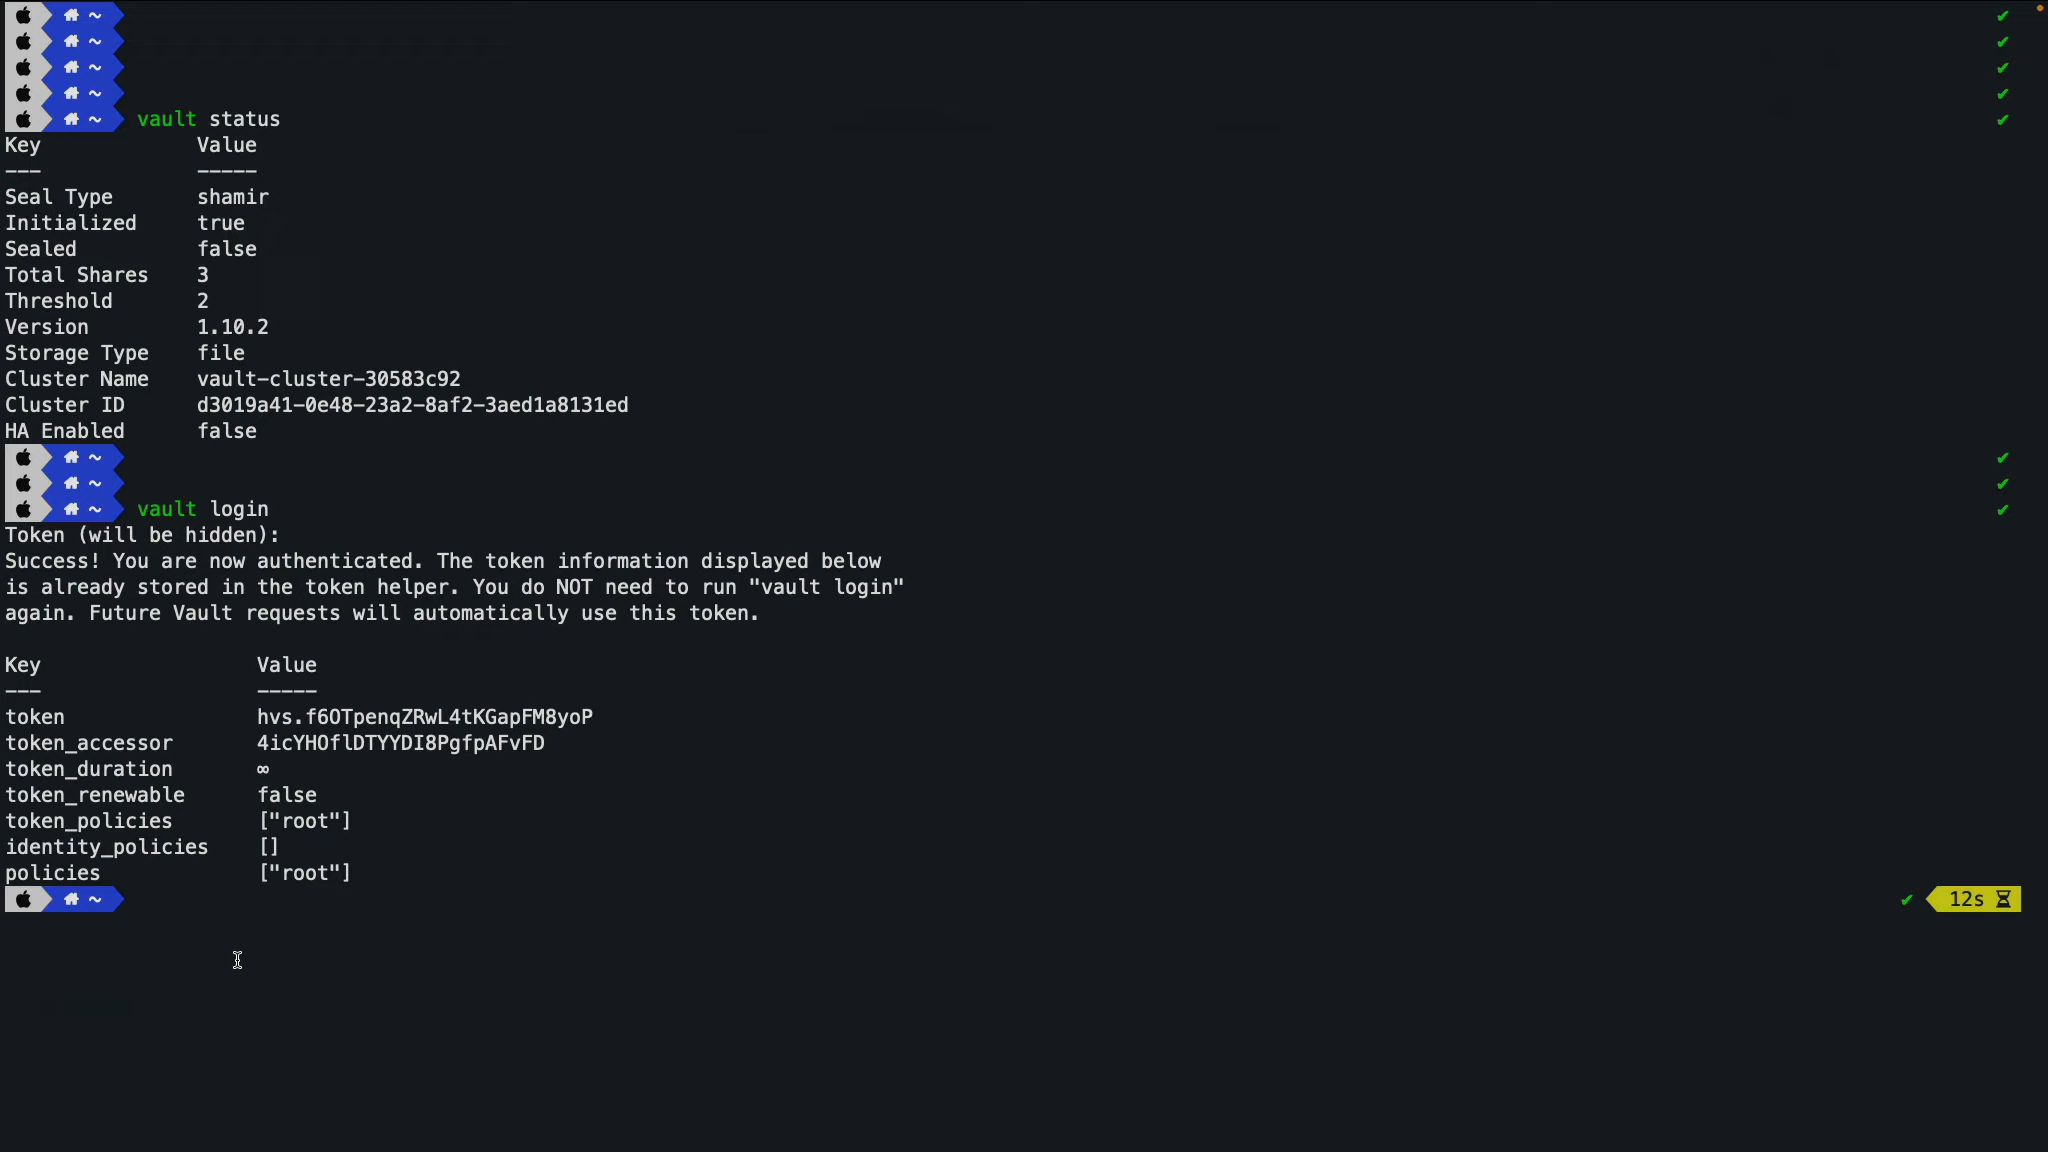 ~
~
~
~
~ vault status
Key Value
--- -----
Seal Type shamir
Initialized true
Sealed false
Total Shares 3
Threshold 2
Version 1.10.2
Storage Type file
Cluster Name vault-cluster-30583c92
Cluster ID d3019a41-0e48-23a2-8af2-3aed1a8131ed
HA Enabled false
~
~
~ vault login
Token (will be hidden):
Success! You are now authenticated. The token information displayed below
is already stored in the token helper. You do NOT need to run "vault login"
again. Future Vault requests will automatically use this token.
Key Value
--- -----
token hvs.f6OTpenqZRwL4tKGapFM8yoP
token_accessor 4icYHOflDTYYDI8PgfpAFvFD
token_duration ∞
token_renewable false
token_policies ["root"]
identity_policies []
policies ["root"]
~ 12s